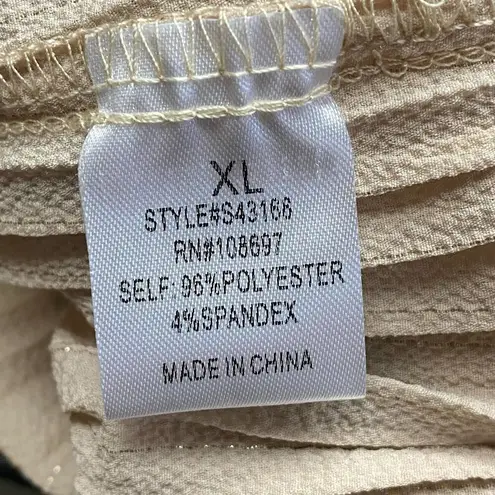 XL
STYLE#S43166
RN#108697
SELF: 96%POLYESTER
4%SPANDEX
MADE IN CHINA